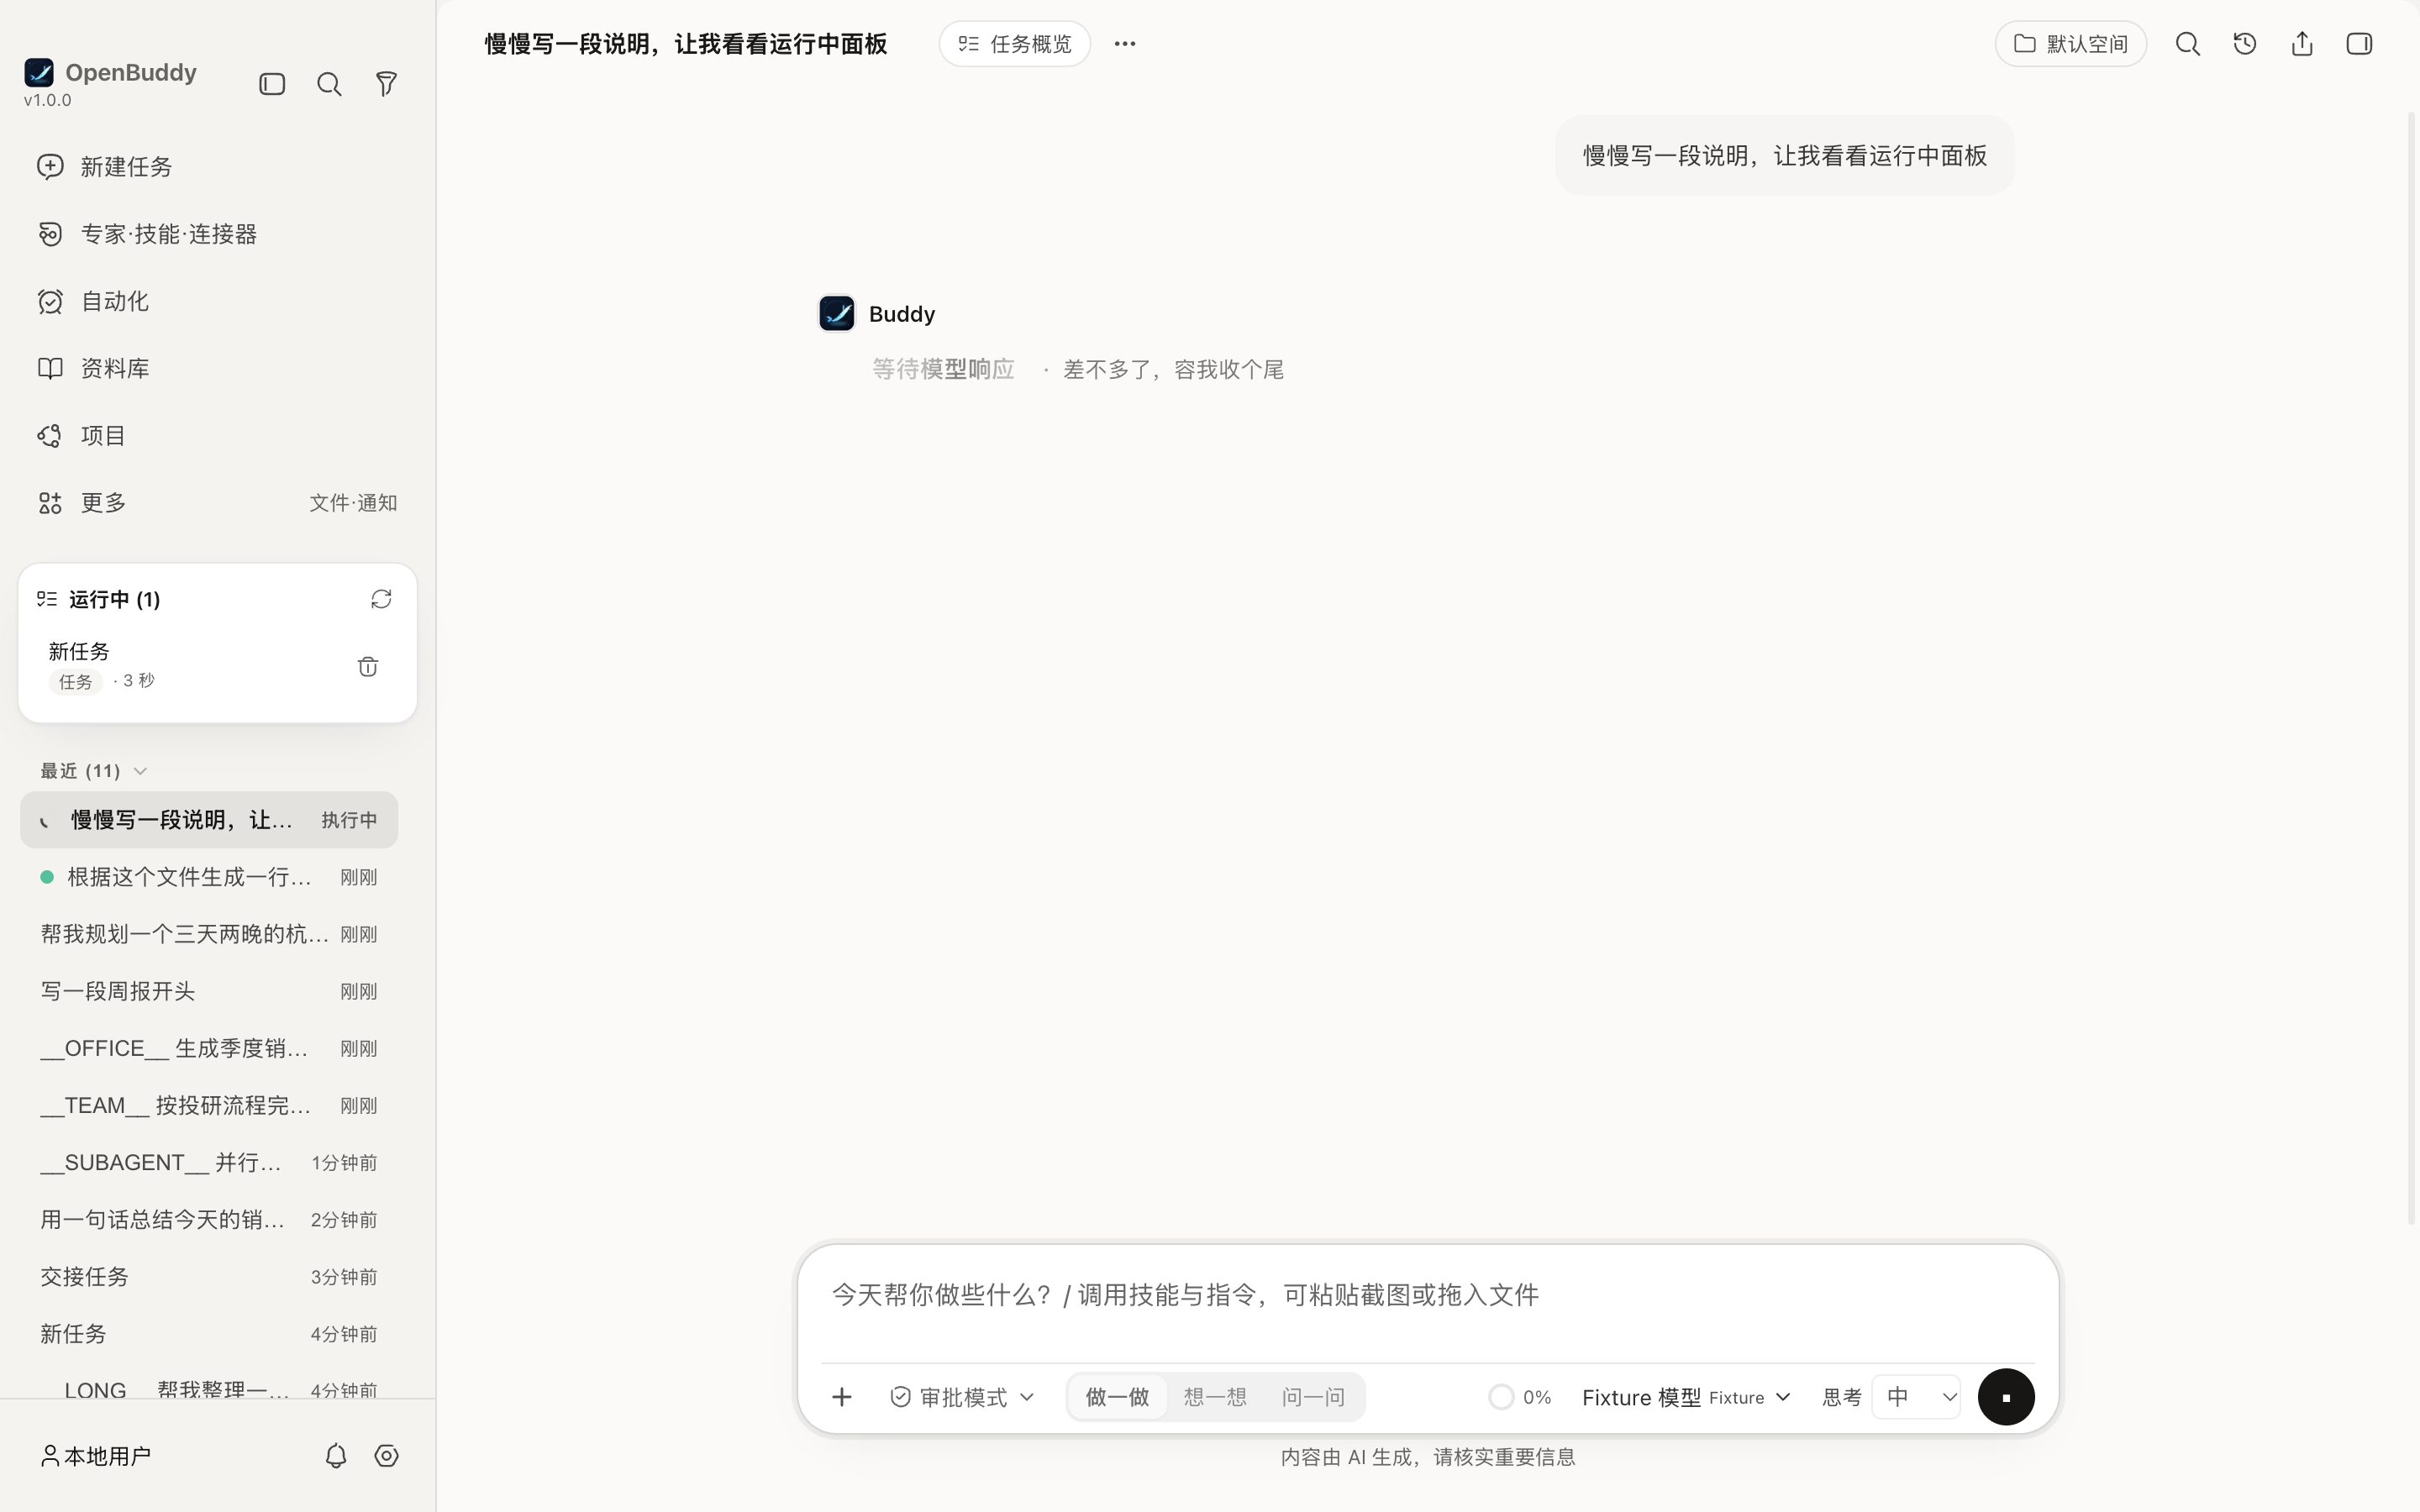 OpenBuddy
v1.0.0
新建任务
专家·技能·连接器
自动化
资料库
项目
更多 文件·通知
运行中 (1)
新任务
任务 · 3 秒
最近 (11)
慢慢写一段说明，让… 执行中
根据这个文件生成一行… 刚刚
帮我规划一个三天两晚的杭… 刚刚
写一段周报开头 刚刚
__OFFICE__ 生成季度销… 刚刚
__TEAM__ 按投研流程完… 刚刚
__SUBAGENT__ 并行… 1分钟前
用一句话总结今天的销… 2分钟前
交接任务 3分钟前
新任务 4分钟前
__LONG__ 帮我整理一… 4分钟前
本地用户
慢慢写一段说明，让我看看运行中面板 任务概览 默认空间
慢慢写一段说明，让我看看运行中面板
Buddy
等待模型响应 · 差不多了，容我收个尾
今天帮你做些什么？/ 调用技能与指令，可粘贴截图或拖入文件
审批模式 做一做 想一想 问一问 0% Fixture 模型 Fixture 思考 中
内容由 AI 生成，请核实重要信息